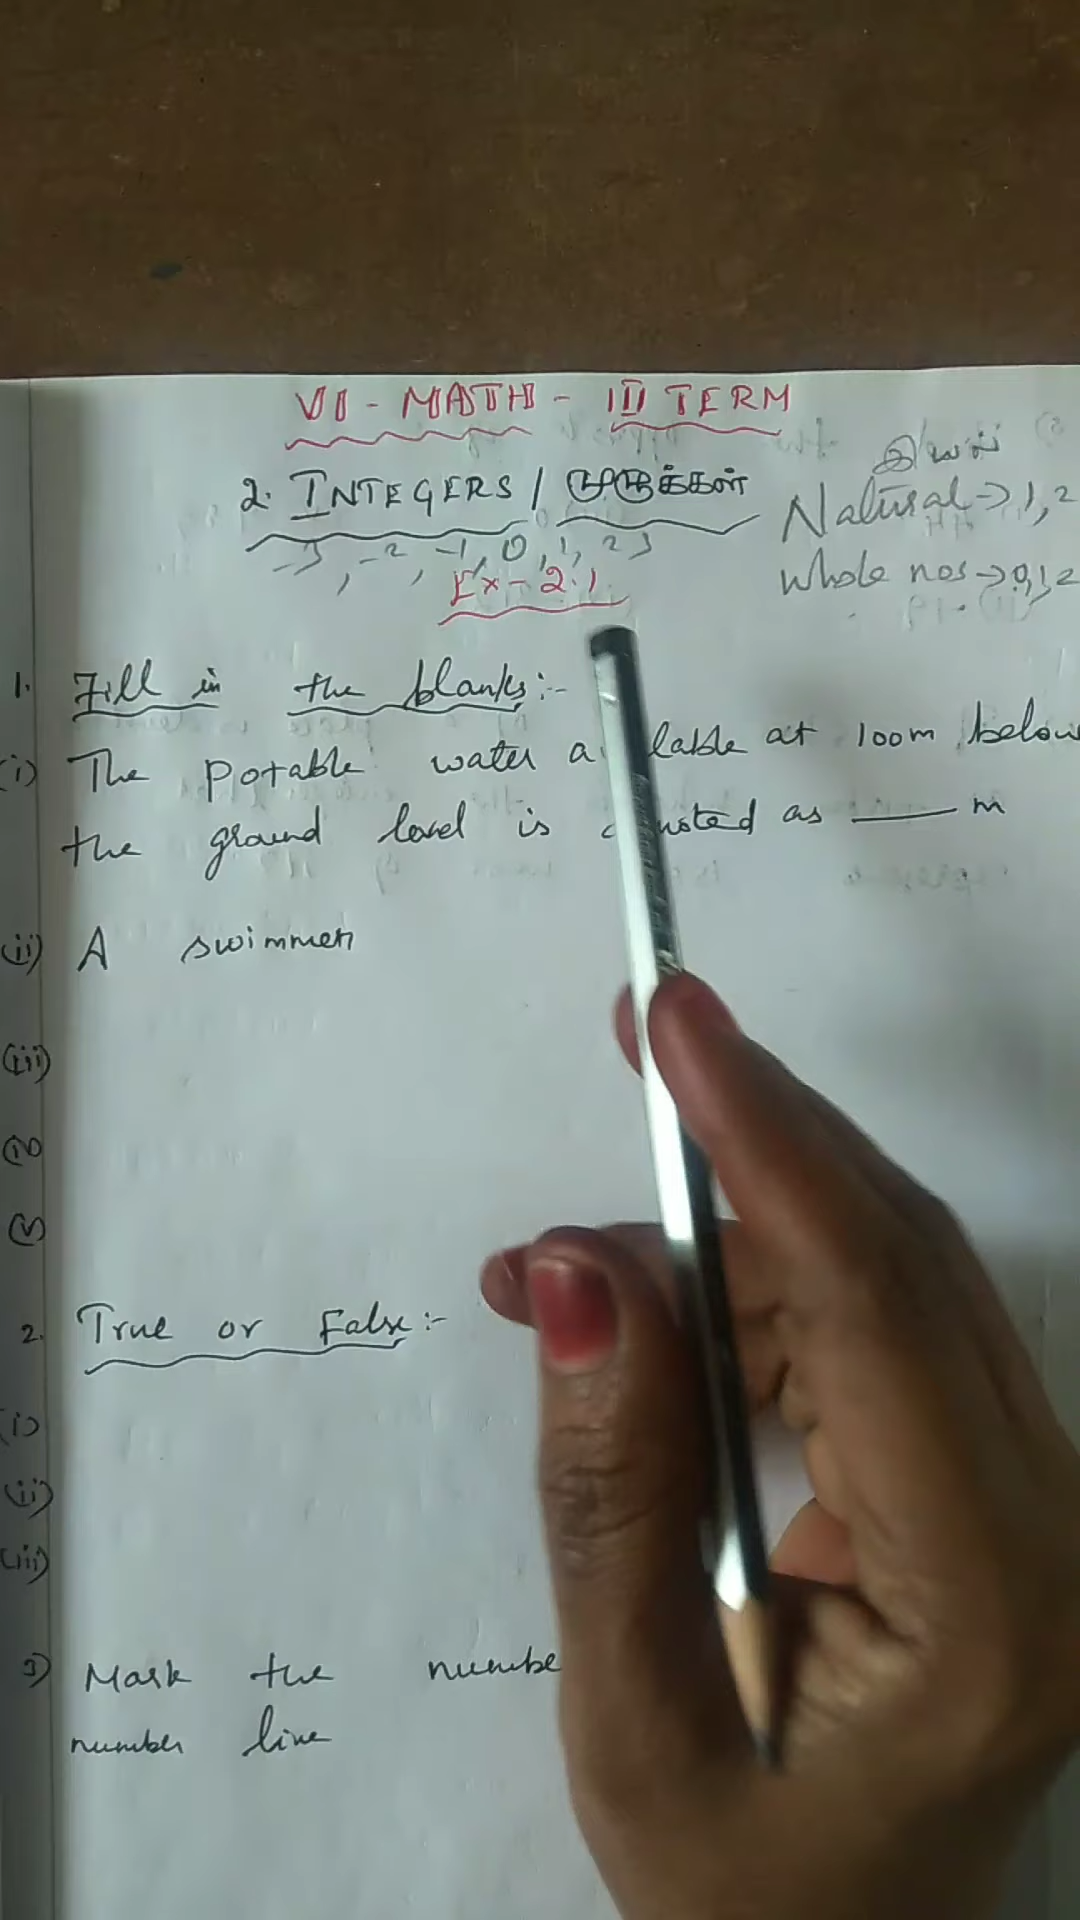 VI - MATH - III TERM
2. INTEGERS / முழுக்கள்
இயல்
Natural → 1, 2
-3, -2, -1, 0, 1, 2, 3
Whole nos → 0, 1, 2
Ex - 2.1
1. Fill in the blanks :-
(i) The Potable water a lable at 100m below
the ground level is noted as ____ m
(ii) A swimmer
(iii)
(iv)
(v)
2. True or False :-
(i)
(ii)
(iii)
3) Mark the numbe
number line